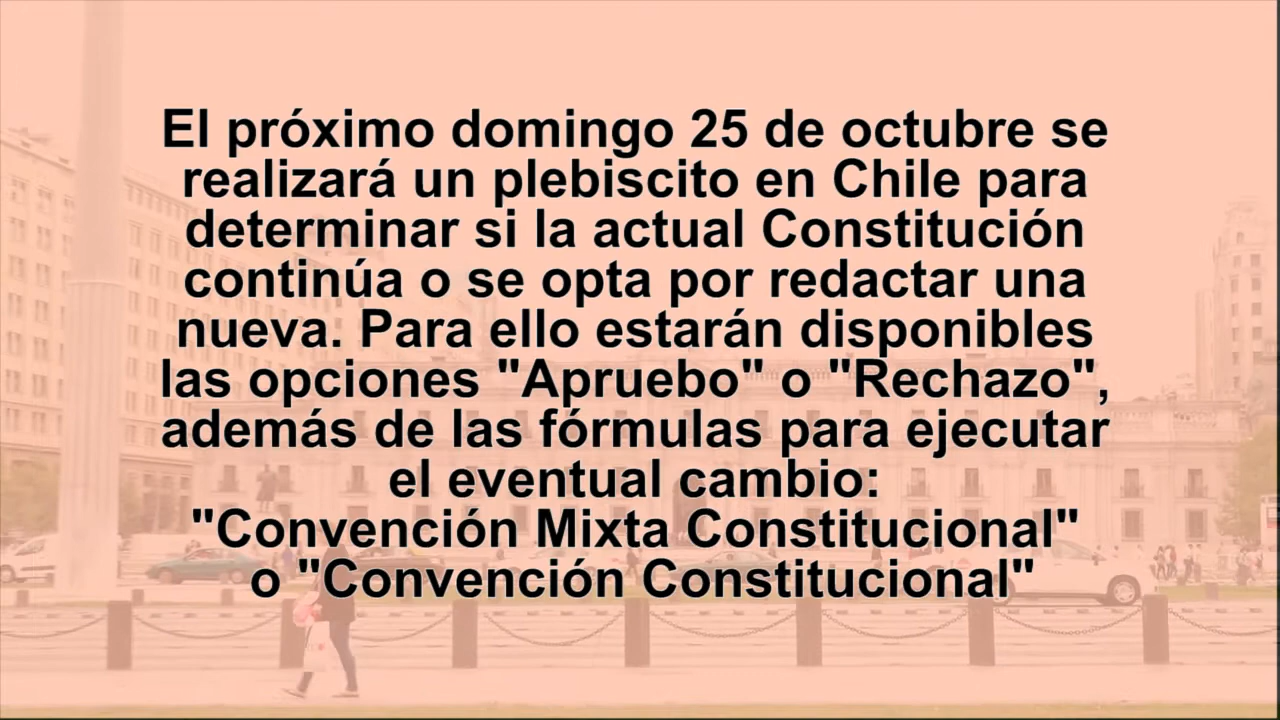 El próximo domingo 25 de octubre se
realizará un plebiscito en Chile para
determinar si la actual Constitución
continúa o se opta por redactar una
nueva. Para ello estarán disponibles
las opciones "Apruebo" o "Rechazo",
además de las fórmulas para ejecutar
el eventual cambio:
"Convención Mixta Constitucional"
o "Convención Constitucional"